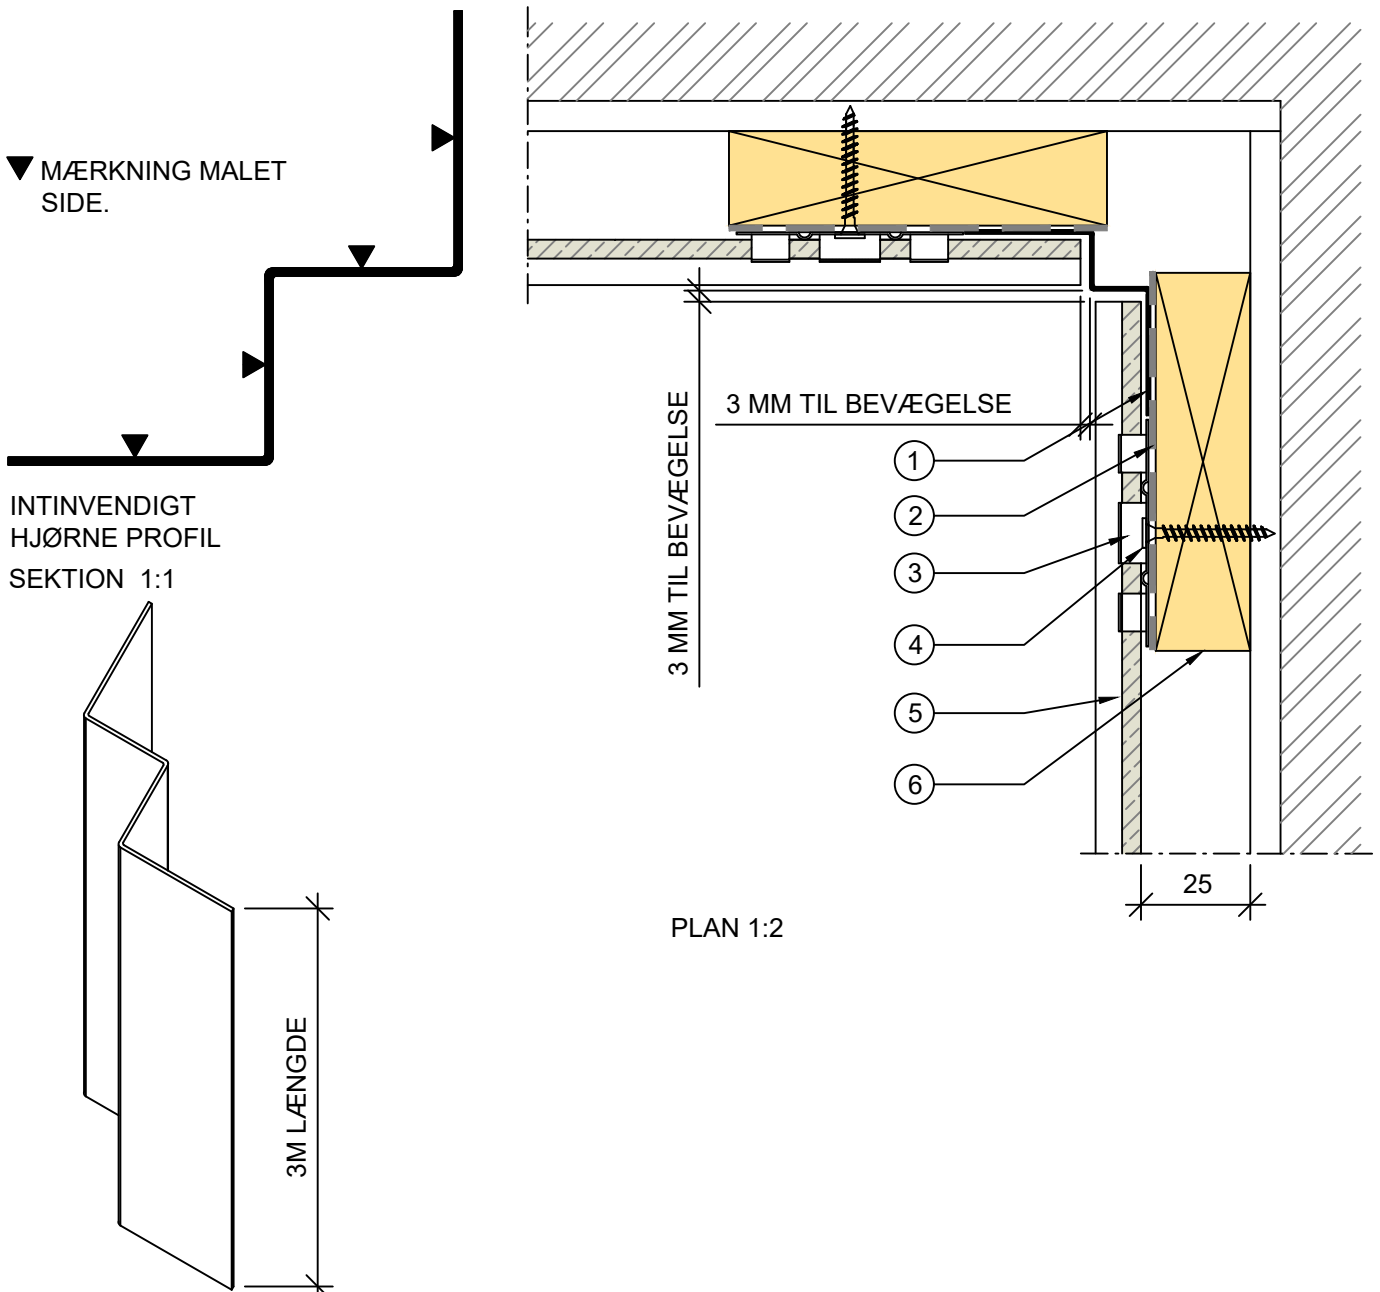 MÆRKNING MALET
SIDE.
INTINVENDIGT
HJØRNE PROFIL
SEKTION 1:1
3M LÆNGDE
3 MM TIL BEVÆGELSE
3 MM TIL BEVÆGELSE
1
2
3
4
5
6
25
PLAN 1:2